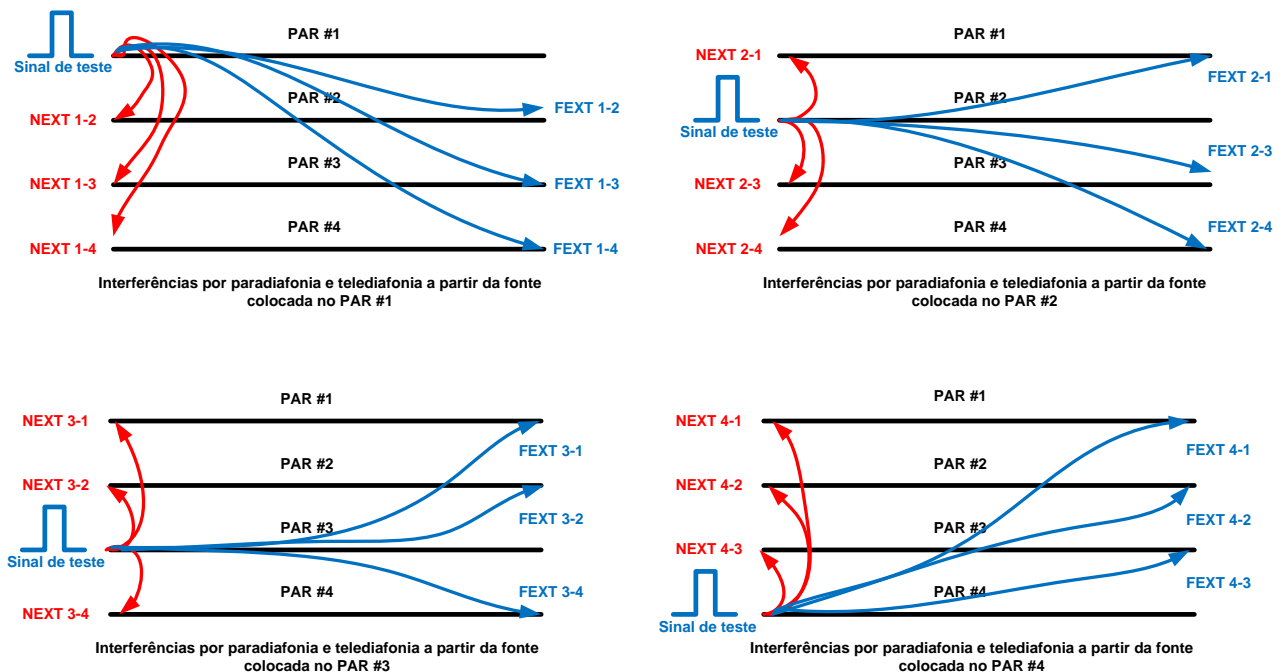 PAR #1
Sinal de teste
PAR #2
NEXT 1-2
FEXT 1-2
PAR #3
NEXT 1-3
FEXT 1-3
PAR #4
NEXT 1-4
FEXT 1-4
Interferências por paradiafonia e telediafonia a partir da fonte
colocada no PAR #1
PAR #1
NEXT 2-1
FEXT 2-1
PAR #2
Sinal de teste
FEXT 2-3
PAR #3
NEXT 2-3
PAR #4
FEXT 2-4
NEXT 2-4
Interferências por paradiafonia e telediafonia a partir da fonte
colocada no PAR #2
PAR #1
NEXT 3-1
FEXT 3-1
PAR #2
NEXT 3-2
FEXT 3-2
PAR #3
Sinal de teste
FEXT 3-4
PAR #4
NEXT 3-4
Interferências por paradiafonia e telediafonia a partir da fonte
colocada no PAR #3
PAR #1
NEXT 4-1
FEXT 4-1
PAR #2
NEXT 4-2
FEXT 4-2
PAR #3
NEXT 4-3
FEXT 4-3
PAR #4
Sinal de teste
Interferências por paradiafonia e telediafonia a partir da fonte
colocada no PAR #4